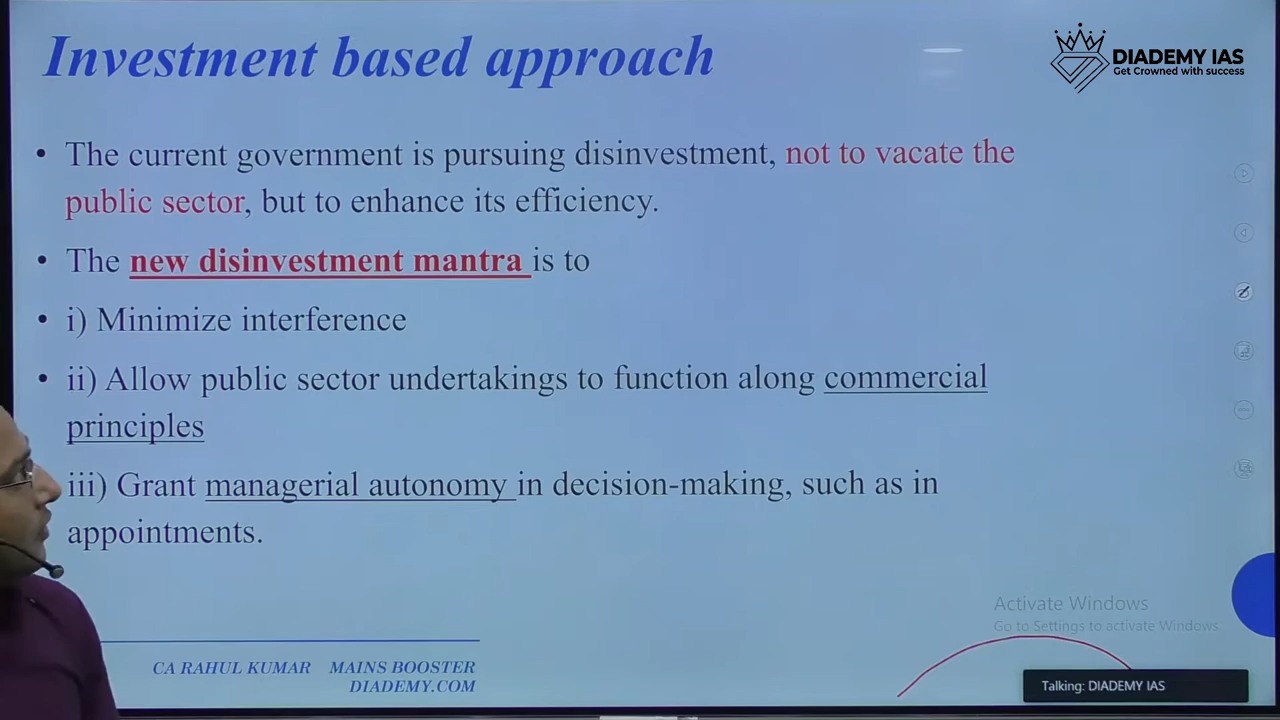 Investment based approach
DIADEMY IAS
Get Crowned with success
• The current government is pursuing disinvestment, not to vacate the
public sector, but to enhance its efficiency.
• The new disinvestment mantra is to
• i) Minimize interference
• ii) Allow public sector undertakings to function along commercial
principles
iii) Grant managerial autonomy in decision-making, such as in
appointments.
Activate Windows
Go to Settings to activate Windows.
CA RAHUL KUMAR MAINS BOOSTER
DIADEMY.COM
Talking: DIADEMY IAS